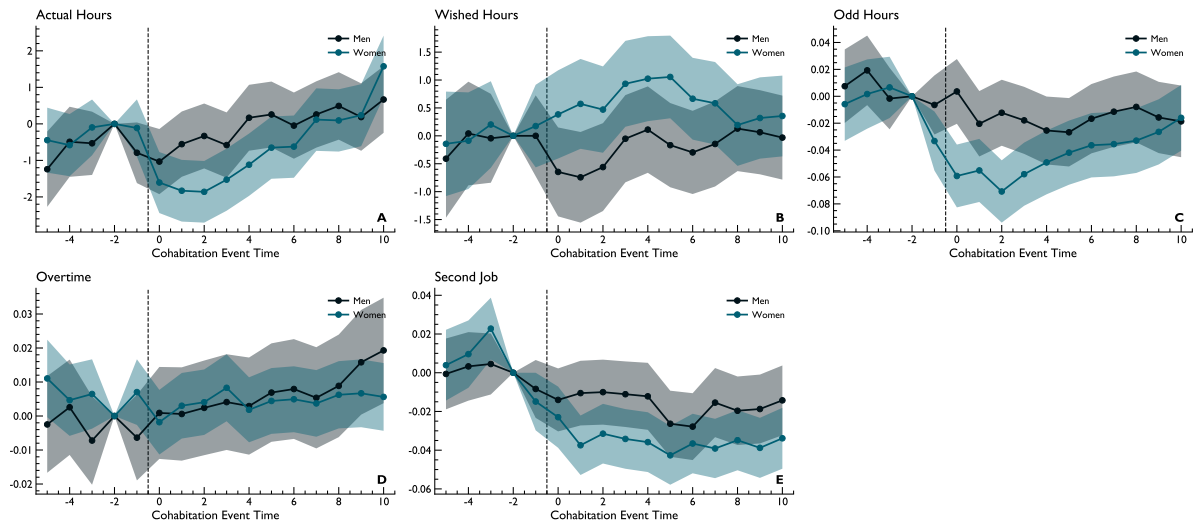 Actual Hours
Men
Women
2
1
0
-1
-2
A
-4 -2 0 2 4 6 8 10
Cohabitation Event Time
Wished Hours
Men
Women
1.5
1.0
0.5
0.0
-0.5
-1.0
-1.5
B
-4 -2 0 2 4 6 8 10
Cohabitation Event Time
Odd Hours
Men
Women
0.04
0.02
0.00
-0.02
-0.04
-0.06
-0.08
-0.10
C
-4 -2 0 2 4 6 8 10
Cohabitation Event Time
Overtime
Men
Women
0.03
0.02
0.01
0.00
-0.01
-0.02
D
-4 -2 0 2 4 6 8 10
Cohabitation Event Time
Second Job
Men
Women
0.04
0.02
0.00
-0.02
-0.04
-0.06
E
-4 -2 0 2 4 6 8 10
Cohabitation Event Time